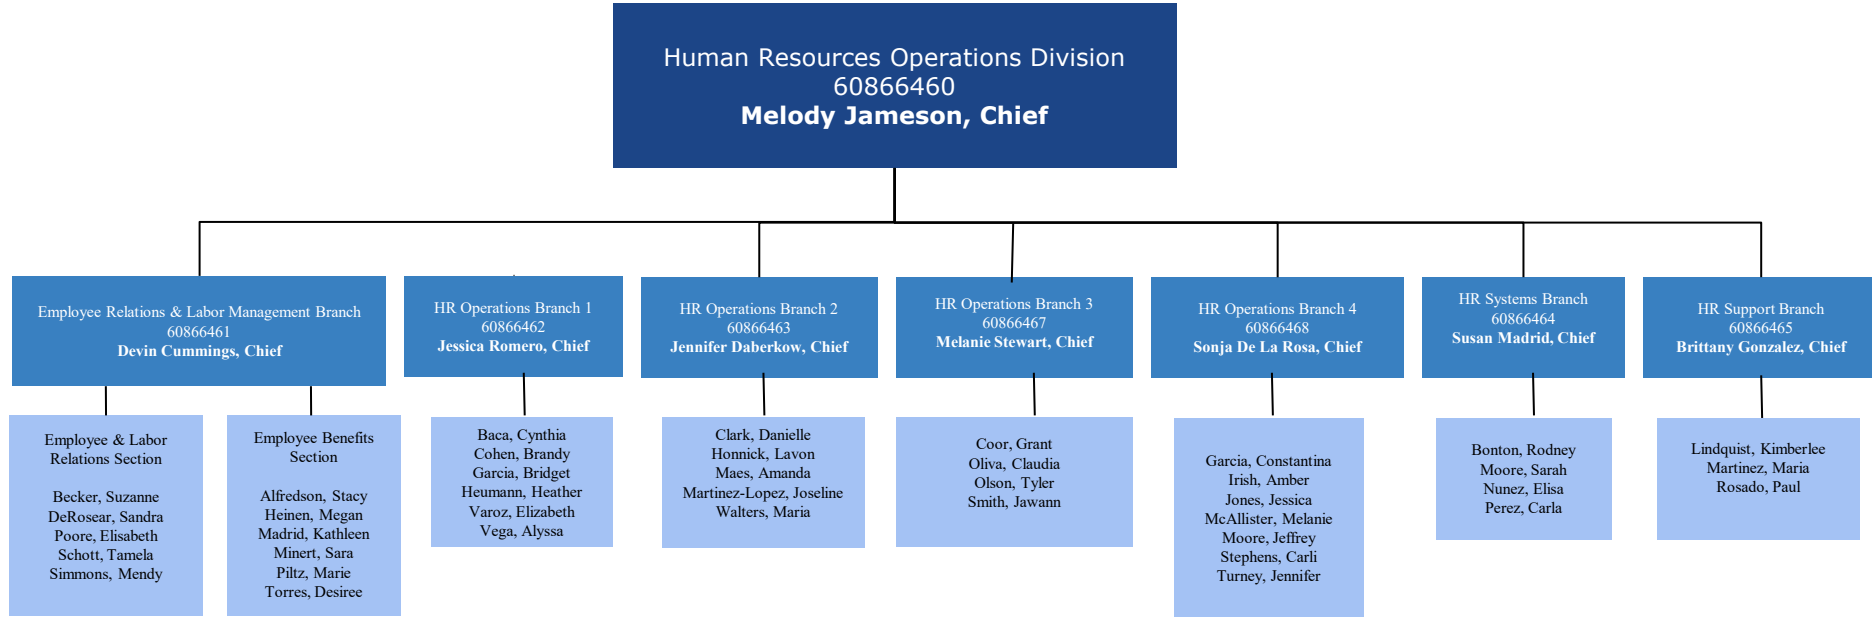 Human Resources Operations Division
60866460
Melody Jameson, Chief
Employee Relations & Labor Management Branch
60866461
Devin Cummings, Chief
HR Operations Branch 1
60866462
Jessica Romero, Chief
HR Operations Branch 2
60866463
Jennifer Daberkow, Chief
HR Operations Branch 3
60866467
Melanie Stewart, Chief
HR Operations Branch 4
60866468
Sonja De La Rosa, Chief
HR Systems Branch
60866464
Susan Madrid, Chief
HR Support Branch
60866465
Brittany Gonzalez, Chief
Employee & Labor
Relations Section
Becker, Suzanne
DeRosear, Sandra
Poore, Elisabeth
Schott, Tamela
Simmons, Mendy
Employee Benefits
Section
Alfredson, Stacy
Heinen, Megan
Madrid, Kathleen
Minert, Sara
Piltz, Marie
Torres, Desiree
Baca, Cynthia
Cohen, Brandy
Garcia, Bridget
Heumann, Heather
Varoz, Elizabeth
Vega, Alyssa
Clark, Danielle
Honnick, Lavon
Maes, Amanda
Martinez-Lopez, Joseline
Walters, Maria
Coor, Grant
Oliva, Claudia
Olson, Tyler
Smith, Jawann
Garcia, Constantina
Irish, Amber
Jones, Jessica
McAllister, Melanie
Moore, Jeffrey
Stephens, Carli
Turney, Jennifer
Bonton, Rodney
Moore, Sarah
Nunez, Elisa
Perez, Carla
Lindquist, Kimberlee
Martinez, Maria
Rosado, Paul